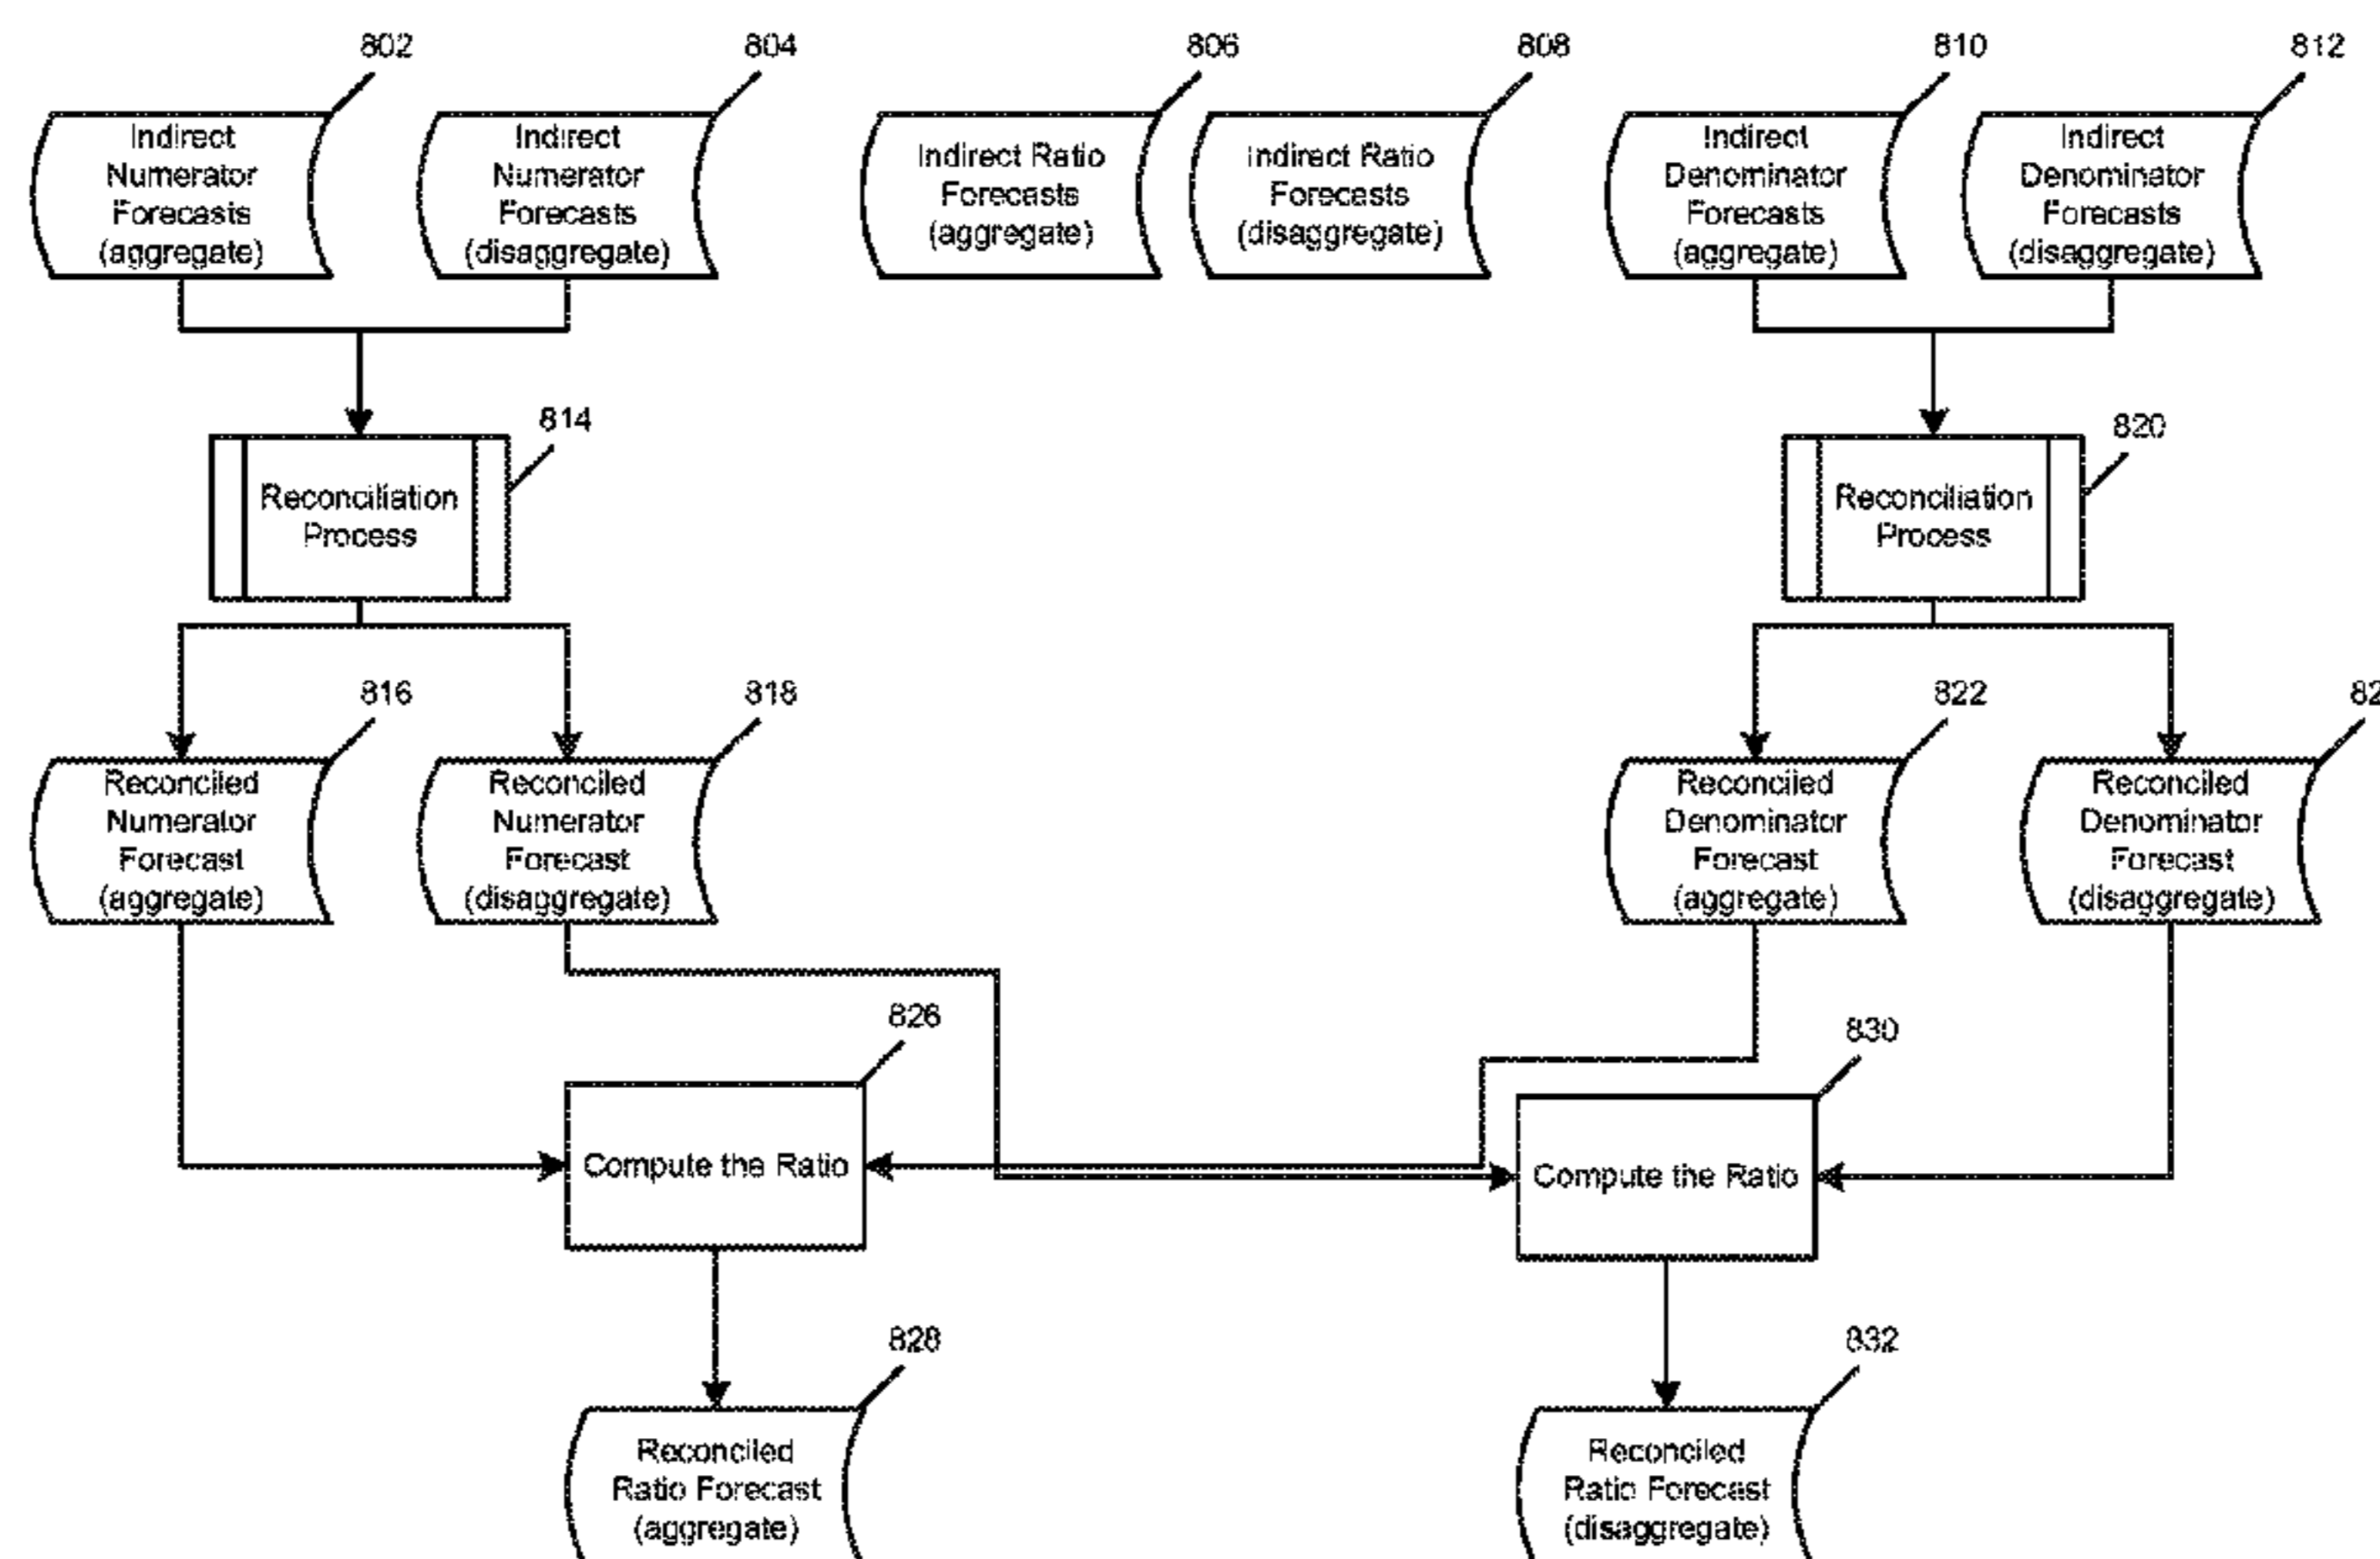 802
804
806
808
810
812
Indirect
Numerator
Forecasts
(aggregate)
Indirect
Numerator
Forecasts
(disaggregate)
Indirect Ratio
Forecasts
(aggregate)
Indirect Ratio
Forecasts
(disaggregate)
Indirect
Denominator
Forecasts
(aggregate)
Indirect
Denominator
Forecasts
(disaggregate)
814
820
Reconciliation
Process
Reconciliation
Process
816
818
822
Reconciled
Numerator
Forecast
(aggregate)
Reconciled
Numerator
Forecast
(disaggregate)
Reconciled
Denominator
Forecast
(aggregate)
Reconciled
Denominator
Forecast
(disaggregate)
826
830
Compute the Ratio
Compute the Ratio
828
832
Reconciled
Ratio Forecast
(aggregate)
Reconciled
Ratio Forecast
(disaggregate)